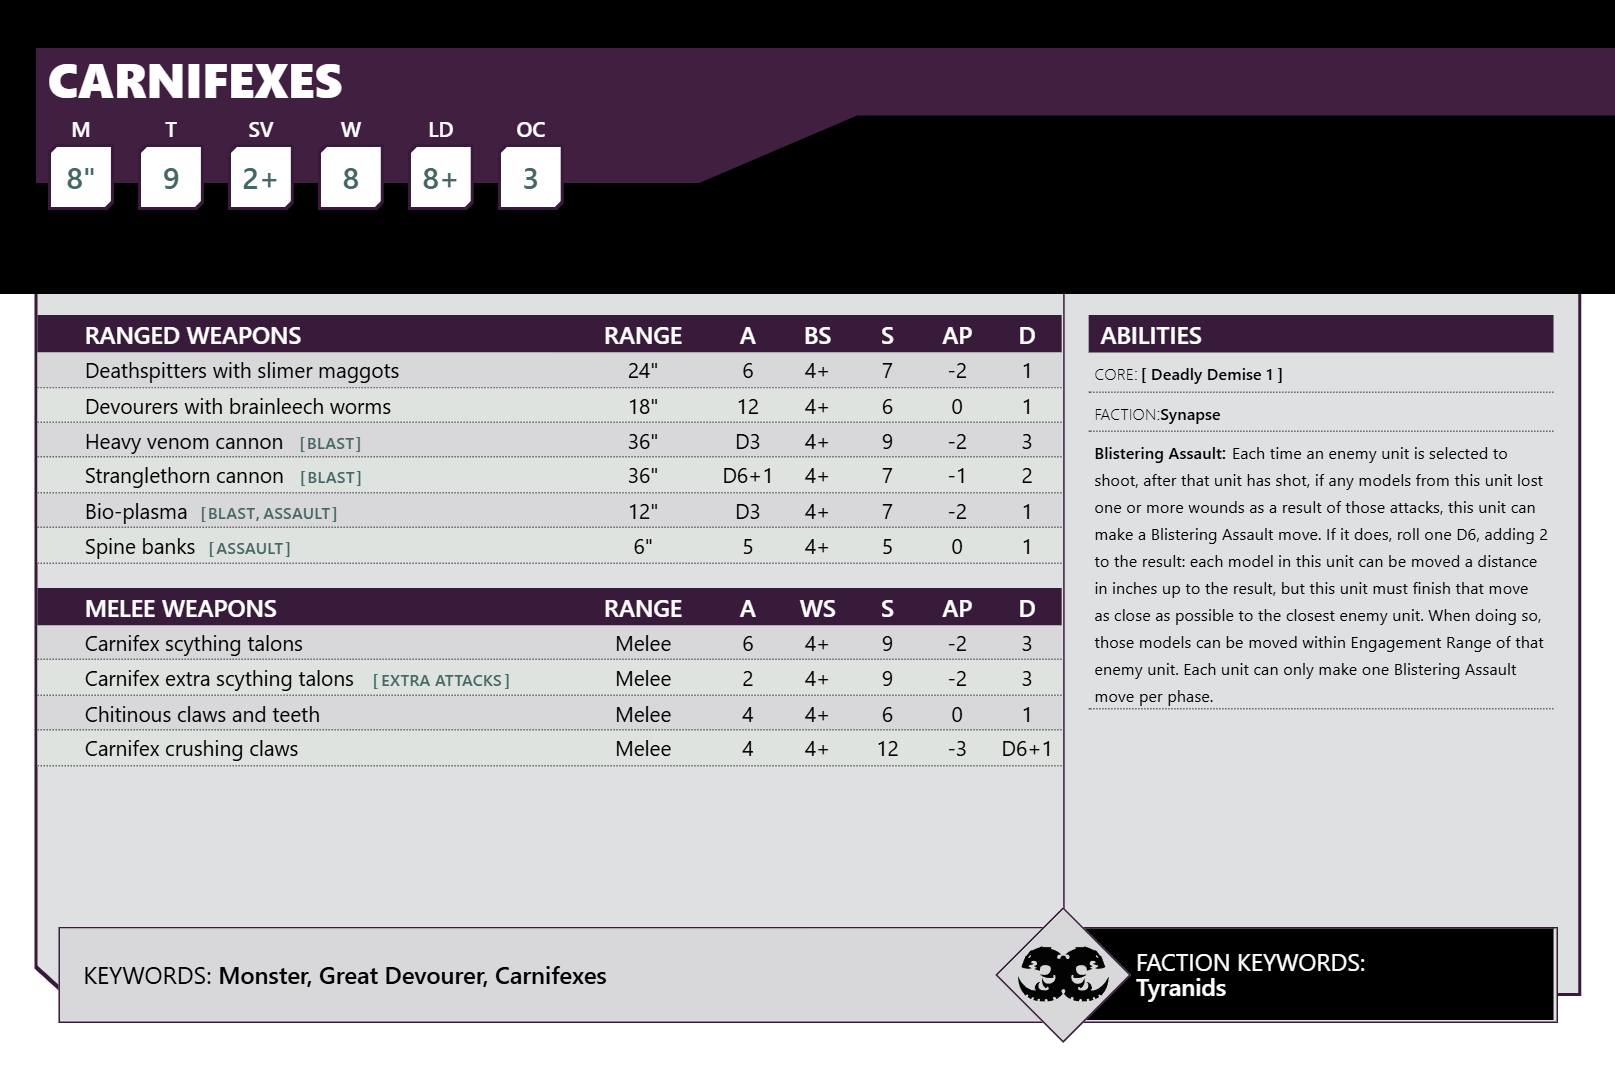 CARNIFEXES
M T SV W LD OC
8" 9 2+ 8 8+ 3
RANGED WEAPONS RANGE A BS S AP D
Deathspitters with slimer maggots 24" 6 4+ 7 -2 1
Devourers with brainleech worms 18" 12 4+ 6 0 1
Heavy venom cannon [BLAST] 36" D3 4+ 9 -2 3
Stranglethorn cannon [BLAST] 36" D6+1 4+ 7 -1 2
Bio-plasma [BLAST, ASSAULT] 12" D3 4+ 7 -2 1
Spine banks [ASSAULT] 6" 5 4+ 5 0 1
MELEE WEAPONS RANGE A WS S AP D
Carnifex scything talons Melee 6 4+ 9 -2 3
Carnifex extra scything talons [EXTRA ATTACKS] Melee 2 4+ 9 -2 3
Chitinous claws and teeth Melee 4 4+ 6 0 1
Carnifex crushing claws Melee 4 4+ 12 -3 D6+1
ABILITIES
CORE: [ Deadly Demise 1 ]
FACTION:Synapse
Blistering Assault: Each time an enemy unit is selected to
shoot, after that unit has shot, if any models from this unit lost
one or more wounds as a result of those attacks, this unit can
make a Blistering Assault move. If it does, roll one D6, adding 2
to the result: each model in this unit can be moved a distance
in inches up to the result, but this unit must finish that move
as close as possible to the closest enemy unit. When doing so,
those models can be moved within Engagement Range of that
enemy unit. Each unit can only make one Blistering Assault
move per phase.
KEYWORDS: Monster, Great Devourer, Carnifexes
FACTION KEYWORDS:
Tyranids